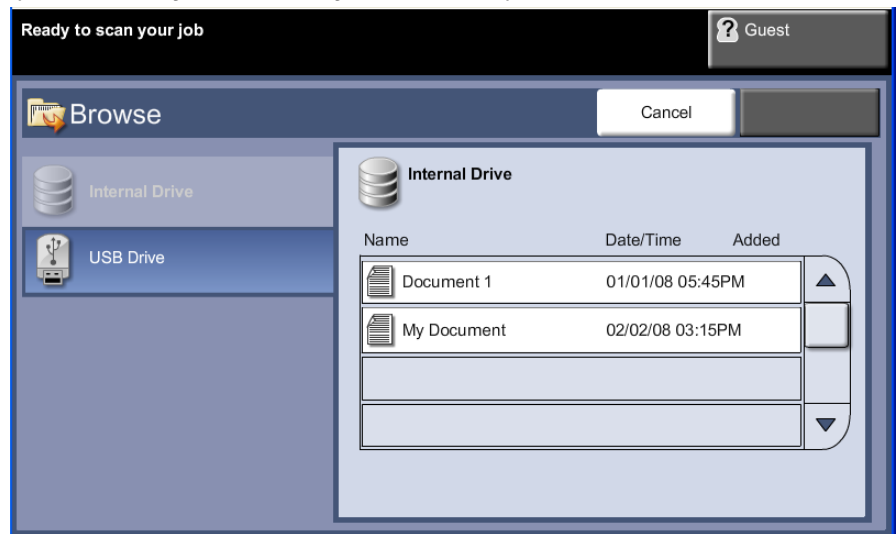 Ready to scan your job
Guest
Browse
Cancel
Internal Drive
USB Drive
Internal Drive
Name Date/Time Added
Document 1 01/01/08 05:45PM
My Document 02/02/08 03:15PM